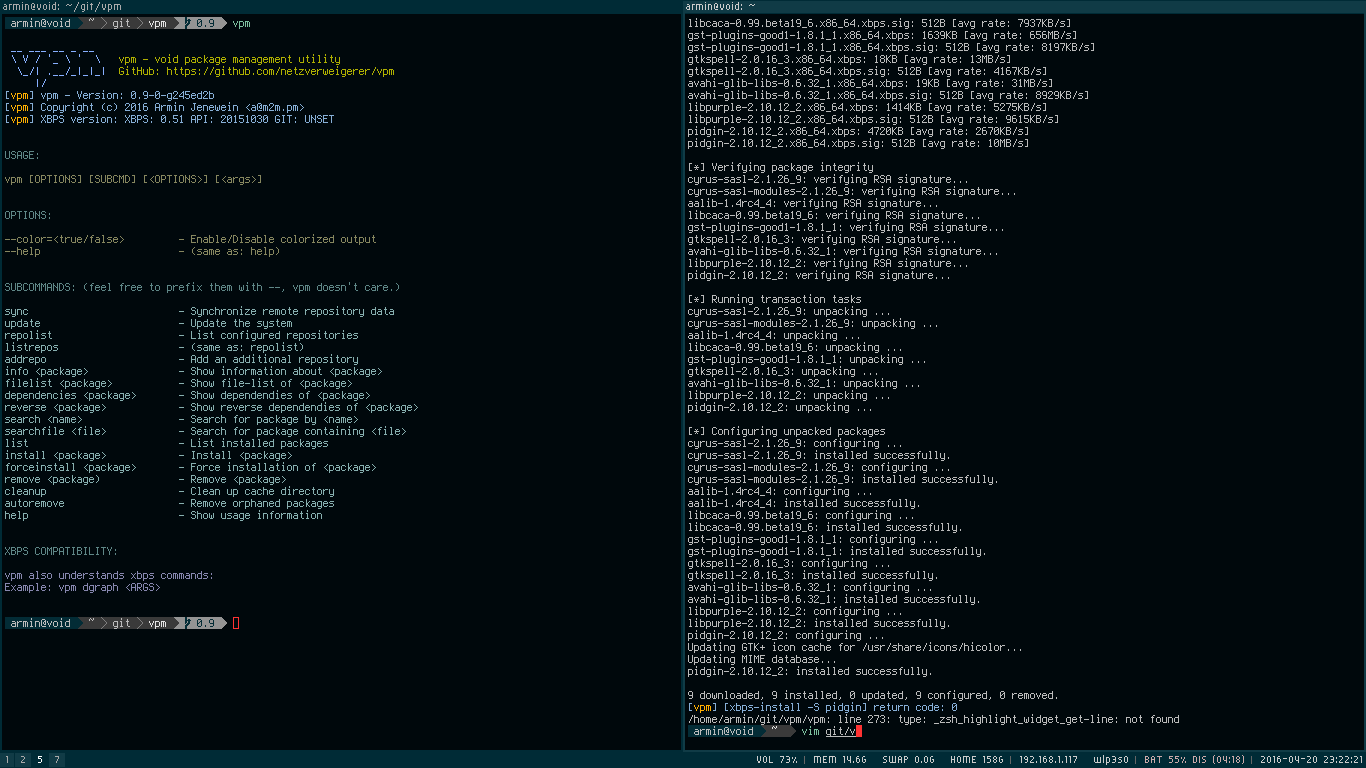 armin@void: ~/git/vpm
armin@void ~ git vpm 0.9 vpm
vpm - void package management utility
GitHub: https://github.com/netzverweigerer/vpm
[vpm] vpm - Version: 0.9-0-g245ed2b
[vpm] Copyright (c) 2016 Armin Jenewein <a@m2m.pm>
[vpm] XBPS version: XBPS: 0.51 API: 20151030 GIT: UNSET
USAGE:
vpm [OPTIONS] [SUBCMD] [<OPTIONS>] [<args>]
OPTIONS:
--color=<true/false> - Enable/Disable colorized output
--help - (same as: help)
SUBCOMMANDS: (feel free to prefix them with --, vpm doesn't care.)
sync - Synchronize remote repository data
update - Update the system
repolist - List configured repositories
listrepos - (same as: repolist)
addrepo - Add an additional repository
info <package> - Show information about <package>
filelist <package> - Show file-list of <package>
dependencies <package> - Show dependendies of <package>
reverse <package> - Show reverse dependendies of <package>
search <name> - Search for package by <name>
searchfile <file> - Search for package containing <file>
list - List installed packages
install <package> - Install <package>
forceinstall <package> - Force installation of <package>
remove <package) - Remove <package>
cleanup - Clean up cache directory
autoremove - Remove orphaned packages
help - Show usage information
XBPS COMPATIBILITY:
vpm also understands xbps commands:
Example: vpm dgraph <ARGS>
armin@void ~ git vpm 0.9
armin@void: ~
libcaca-0.99.beta19_6.x86_64.xbps.sig: 512B [avg rate: 7937KB/s]
gst-plugins-good1-1.8.1_1.x86_64.xbps: 1639KB [avg rate: 656MB/s]
gst-plugins-good1-1.8.1_1.x86_64.xbps.sig: 512B [avg rate: 8197KB/s]
gtkspell-2.0.16_3.x86_64.xbps: 18KB [avg rate: 13MB/s]
gtkspell-2.0.16_3.x86_64.xbps.sig: 512B [avg rate: 4167KB/s]
avahi-glib-libs-0.6.32_1.x86_64.xbps: 19KB [avg rate: 31MB/s]
avahi-glib-libs-0.6.32_1.x86_64.xbps.sig: 512B [avg rate: 8929KB/s]
libpurple-2.10.12_2.x86_64.xbps: 1414KB [avg rate: 5275KB/s]
libpurple-2.10.12_2.x86_64.xbps.sig: 512B [avg rate: 9615KB/s]
pidgin-2.10.12_2.x86_64.xbps: 4720KB [avg rate: 2670KB/s]
pidgin-2.10.12_2.x86_64.xbps.sig: 512B [avg rate: 10MB/s]
[*] Verifying package integrity
cyrus-sasl-2.1.26_9: verifying RSA signature...
cyrus-sasl-modules-2.1.26_9: verifying RSA signature...
aalib-1.4rc4_4: verifying RSA signature...
libcaca-0.99.beta19_6: verifying RSA signature...
gst-plugins-good1-1.8.1_1: verifying RSA signature...
gtkspell-2.0.16_3: verifying RSA signature...
avahi-glib-libs-0.6.32_1: verifying RSA signature...
libpurple-2.10.12_2: verifying RSA signature...
pidgin-2.10.12_2: verifying RSA signature...
[*] Running transaction tasks
cyrus-sasl-2.1.26_9: unpacking ...
cyrus-sasl-modules-2.1.26_9: unpacking ...
aalib-1.4rc4_4: unpacking ...
libcaca-0.99.beta19_6: unpacking ...
gst-plugins-good1-1.8.1_1: unpacking ...
gtkspell-2.0.16_3: unpacking ...
avahi-glib-libs-0.6.32_1: unpacking ...
libpurple-2.10.12_2: unpacking ...
pidgin-2.10.12_2: unpacking ...
[*] Configuring unpacked packages
cyrus-sasl-2.1.26_9: configuring ...
cyrus-sasl-2.1.26_9: installed successfully.
cyrus-sasl-modules-2.1.26_9: configuring ...
cyrus-sasl-modules-2.1.26_9: installed successfully.
aalib-1.4rc4_4: configuring ...
aalib-1.4rc4_4: installed successfully.
libcaca-0.99.beta19_6: configuring ...
libcaca-0.99.beta19_6: installed successfully.
gst-plugins-good1-1.8.1_1: configuring ...
gst-plugins-good1-1.8.1_1: installed successfully.
gtkspell-2.0.16_3: configuring ...
gtkspell-2.0.16_3: installed successfully.
avahi-glib-libs-0.6.32_1: configuring ...
avahi-glib-libs-0.6.32_1: installed successfully.
libpurple-2.10.12_2: configuring ...
libpurple-2.10.12_2: installed successfully.
pidgin-2.10.12_2: configuring ...
Updating GTK+ icon cache for /usr/share/icons/hicolor...
Updating MIME database...
pidgin-2.10.12_2: installed successfully.
9 downloaded, 9 installed, 0 updated, 9 configured, 0 removed.
[vpm] [xbps-install -S pidgin] return code: 0
/home/armin/git/vpm/vpm: line 273: type: _zsh_highlight_widget_get-line: not found
armin@void ~ vim git/v
1 2 5 7
VOL 73% | MEM 14.66 SWAP 0.06 HOME 1586 | 192.168.1.117 wlp3s0 | BAT 55% DIS (04:18) | 2016-04-20 23:22:21